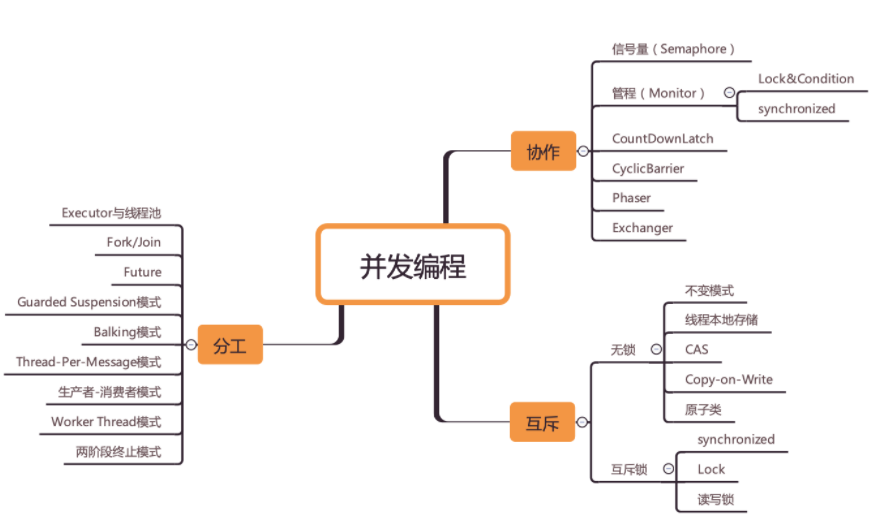 并发编程
协作
信号量（Semaphore）
管程（Monitor）
Lock&Condition
synchronized
CountDownLatch
CyclicBarrier
Phaser
Exchanger
分工
Executor与线程池
Fork/Join
Future
Guarded Suspension模式
Balking模式
Thread-Per-Message模式
生产者-消费者模式
Worker Thread模式
两阶段终止模式
互斥
无锁
不变模式
线程本地存储
CAS
Copy-on-Write
原子类
互斥锁
synchronized
Lock
读写锁